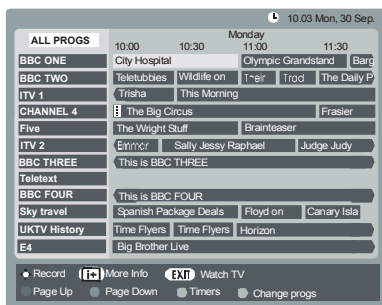 10.03 Mon, 30 Sep.
ALL PROGS
Monday
10:00 10:30 11:00 11:30
BBC ONE City Hospital Olympic Grandstand Barg
BBC TWO Teletubbies Wildlife on Their Trad The Daily P
ITV 1 Trisha This Morning
CHANNEL 4 The Big Circus Frasier
Five The Wright Stuff Brainteaser
ITV 2 Emmer Sally Jessy Raphael Judge Judy
BBC THREE This is BBC THREE
Teletext
BBC FOUR This is BBC FOUR
Sky travel Spanish Package Deals Floyd on Canary Isla
UKTV History Time Flyers Time Flyers Horizon
E4 Big Brother Live
Record i+ More Info EXIT Watch TV
Page Up Page Down Timers Change progs